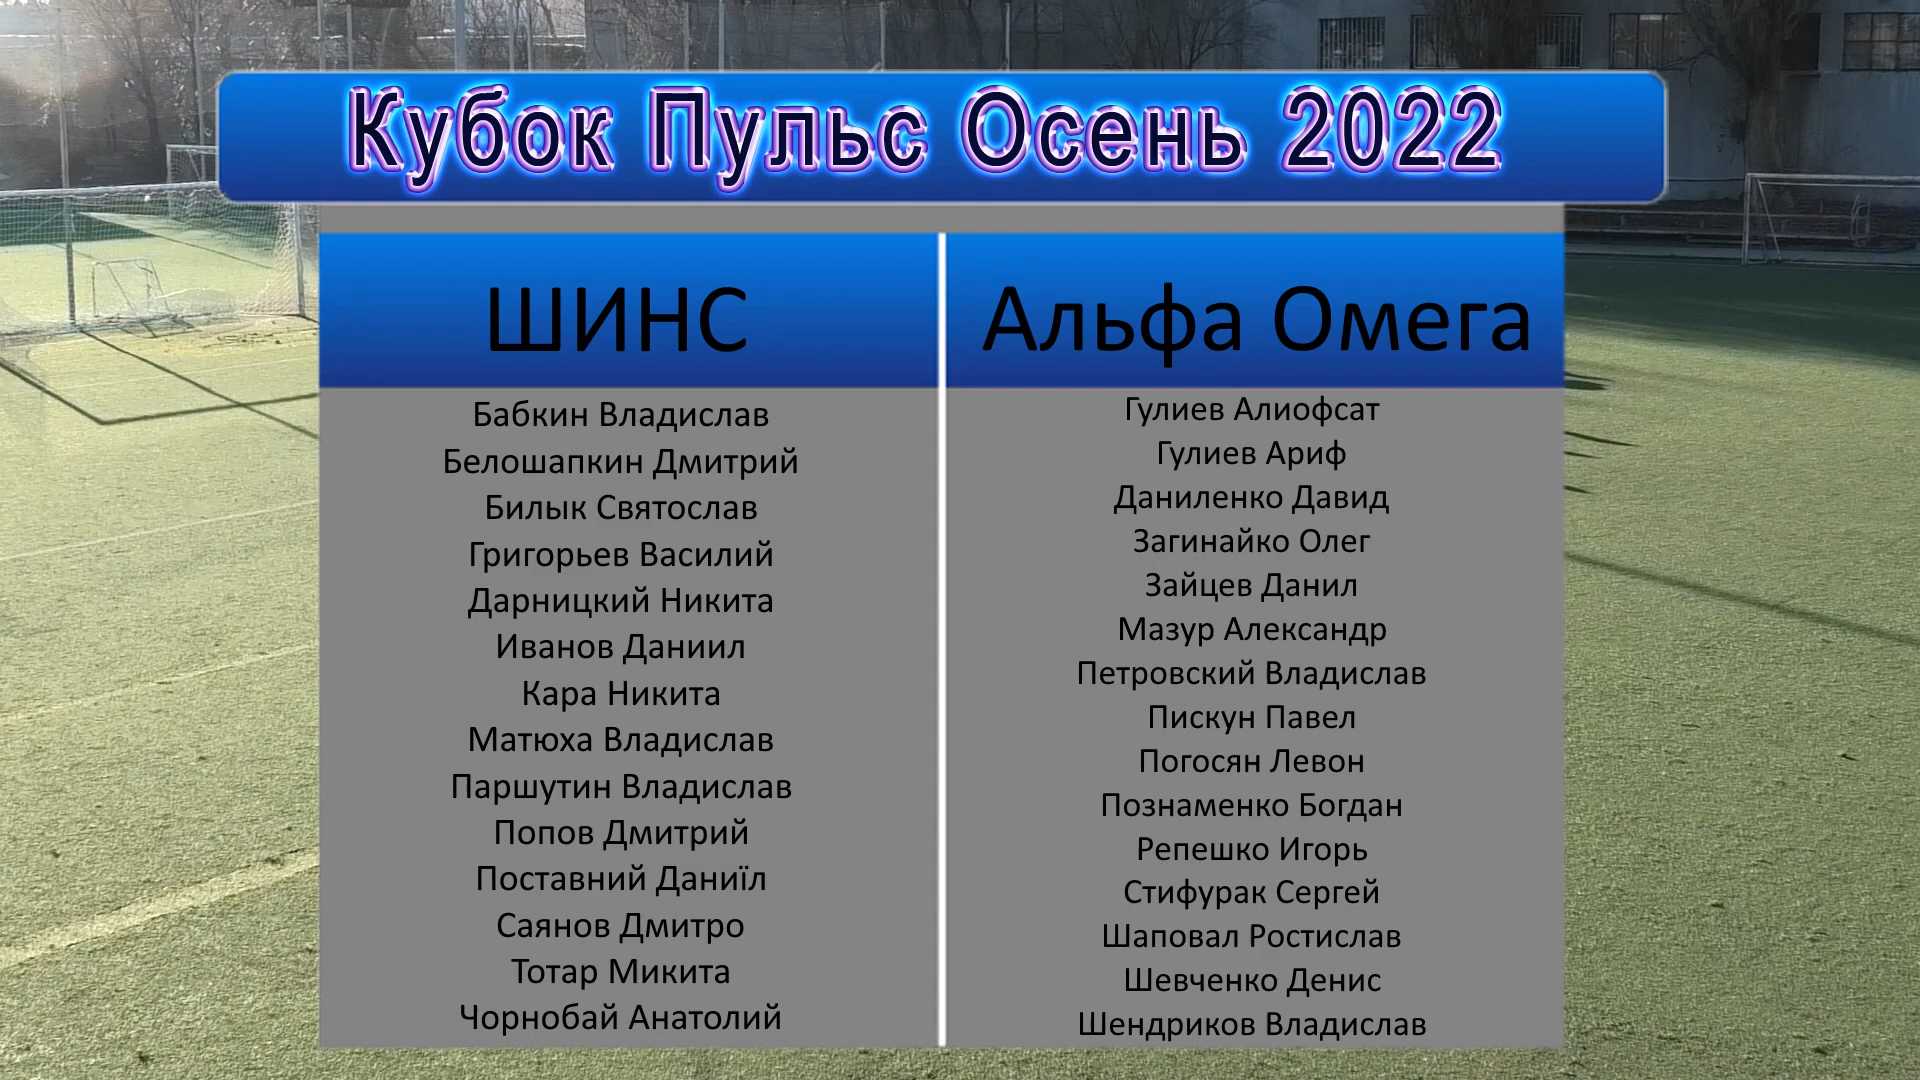 Кубок Пульс Осень 2022
ШИНС
Бабкин Владислав
Белошапкин Дмитрий
Билык Святослав
Григорьев Василий
Дарницкий Никита
Иванов Даниил
Кара Никита
Матюха Владислав
Паршутин Владислав
Попов Дмитрий
Поставний Даниїл
Саянов Дмитро
Тотар Микита
Чорнобай Анатолий
Альфа Омега
Гулиев Алиофсат
Гулиев Ариф
Даниленко Давид
Загинайко Олег
Зайцев Данил
Мазур Александр
Петровский Владислав
Пискун Павел
Погосян Левон
Познаменко Богдан
Репешко Игорь
Стифурак Сергей
Шаповал Ростислав
Шевченко Денис
Шендриков Владислав